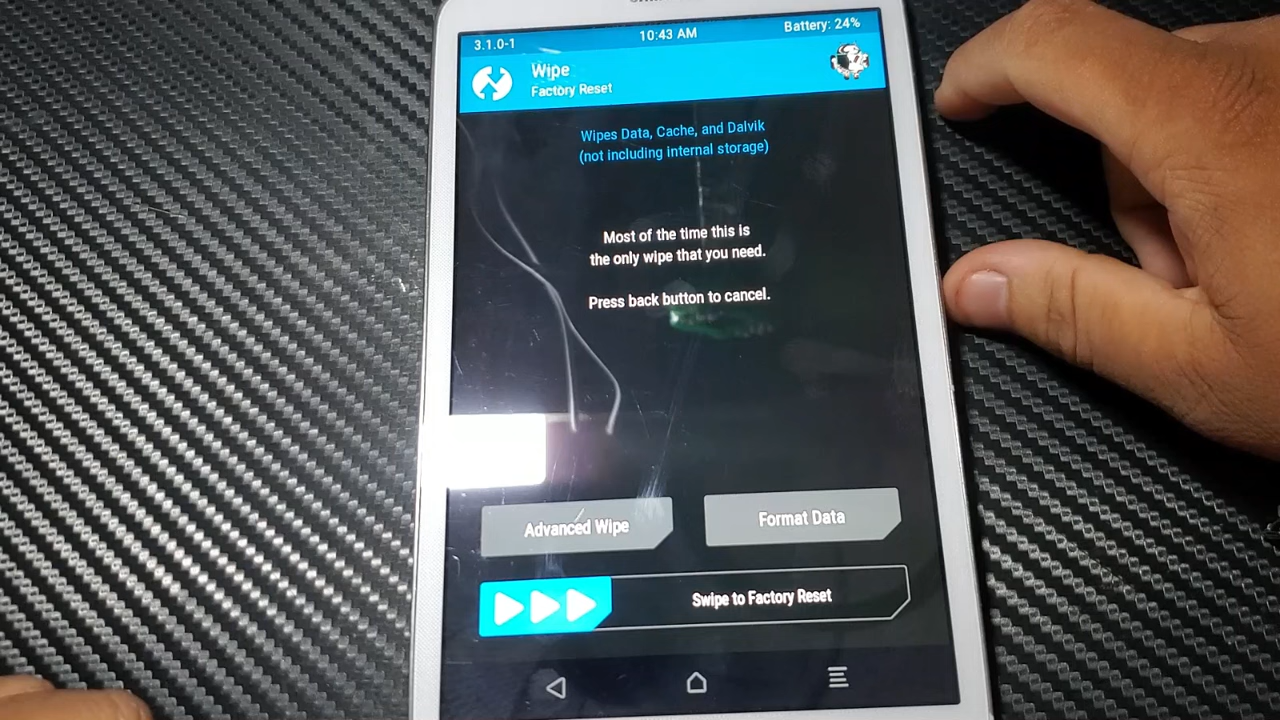 3.1.0-1
10:43 AM
Battery: 24%
Wipe
Factory Reset
Wipes Data, Cache, and Dalvik
(not including internal storage)
Most of the time this is
the only wipe that you need.
Press back button to cancel.
Advanced Wipe
Format Data
Swipe to Factory Reset